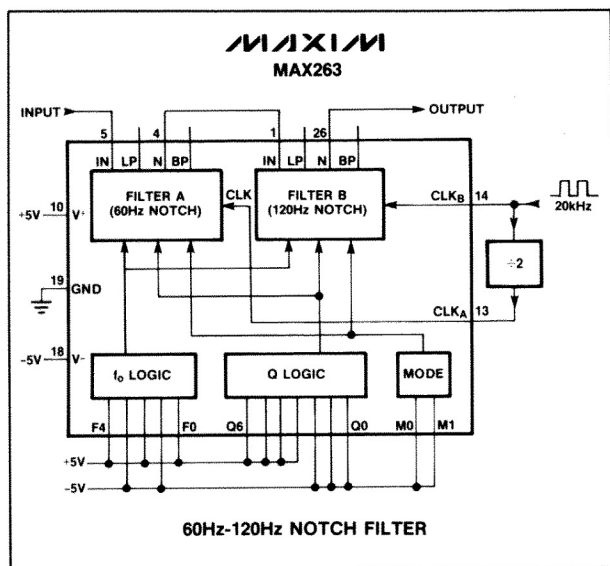 MAXIM
MAX263
INPUT
OUTPUT
5 4 1 26
IN LP N BP IN LP N BP
FILTER A
(60Hz NOTCH)
CLK
FILTER B
(120Hz NOTCH)
CLKB 14
20kHz
+5V 10 V+
÷2
19
GND
CLKA 13
-5V 18 V-
fo LOGIC
Q LOGIC
MODE
F4 F0 Q6 Q0 M0 M1
+5V
-5V
60Hz-120Hz NOTCH FILTER